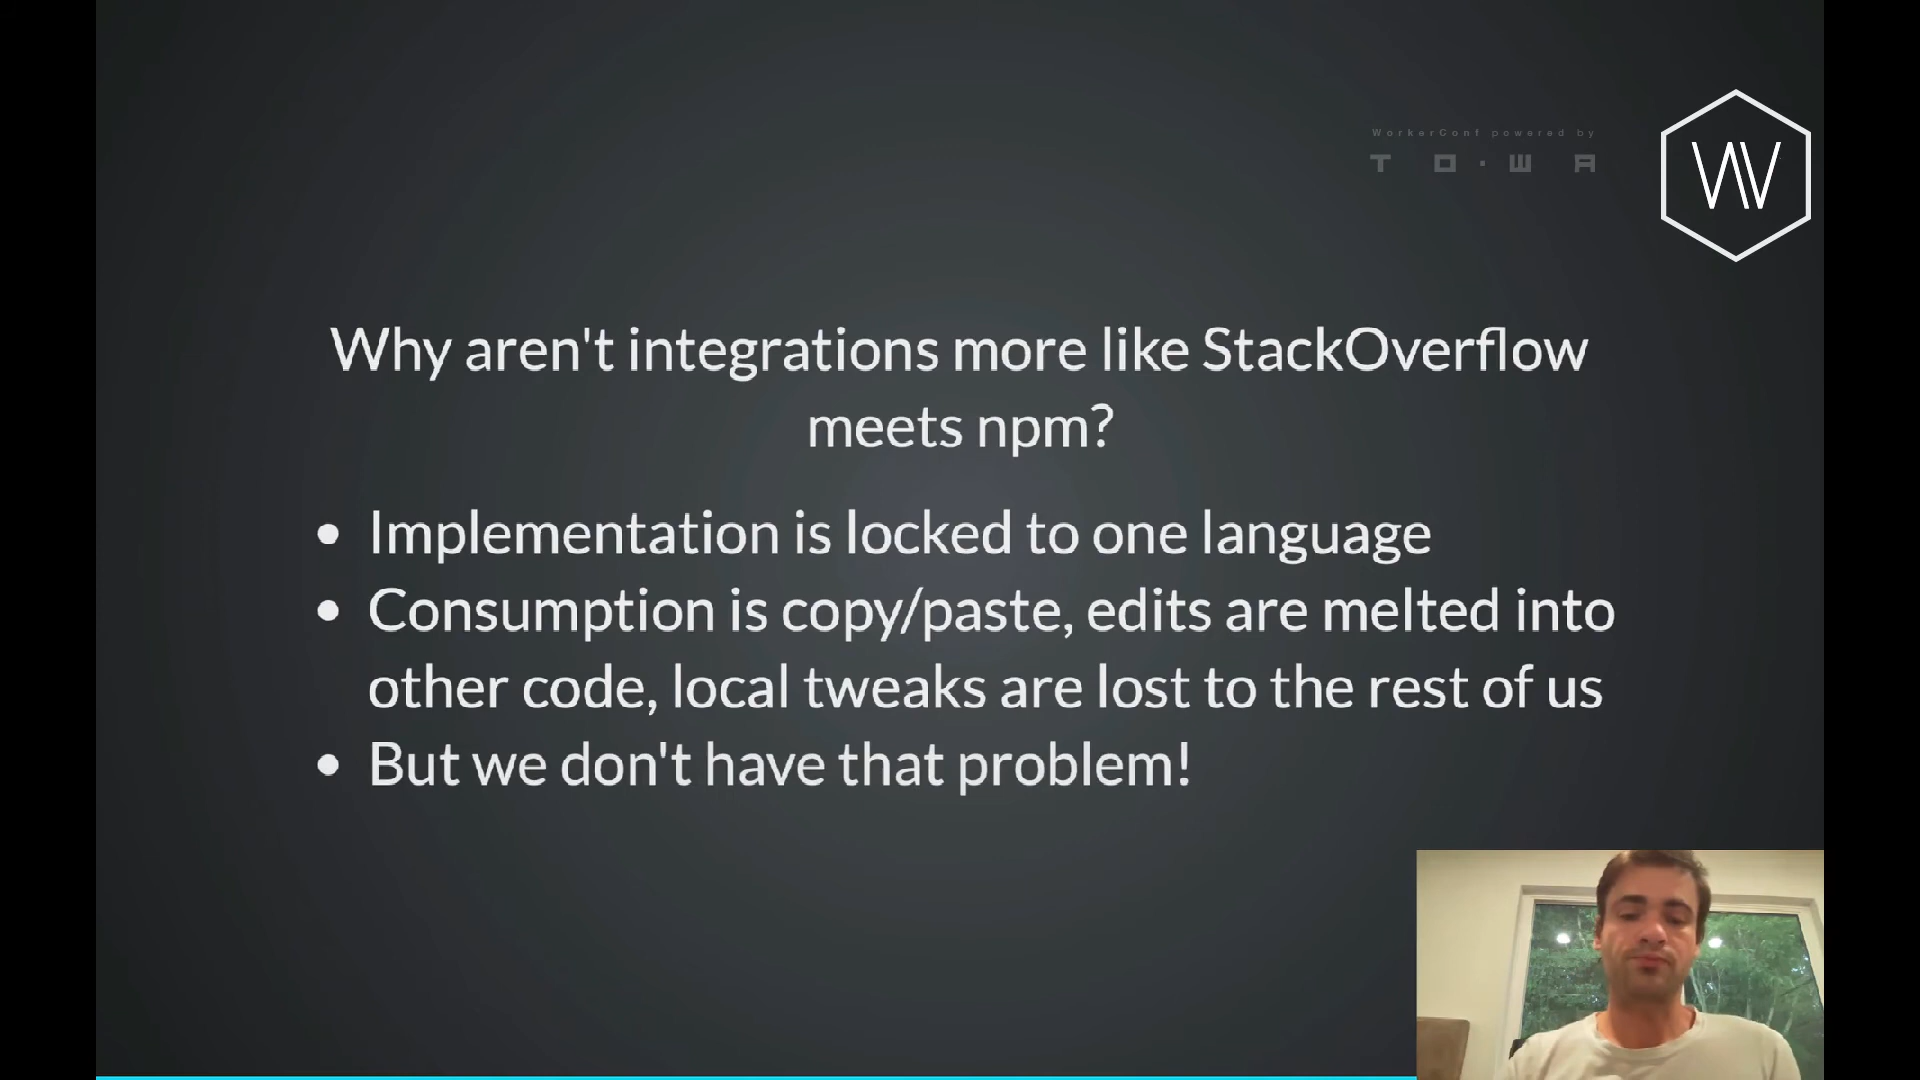 WorkerConf powered by
TO·WA
W
Why aren't integrations more like StackOverflow
meets npm?
• Implementation is locked to one language
• Consumption is copy/paste, edits are melted into
other code, local tweaks are lost to the rest of us
• But we don't have that problem!